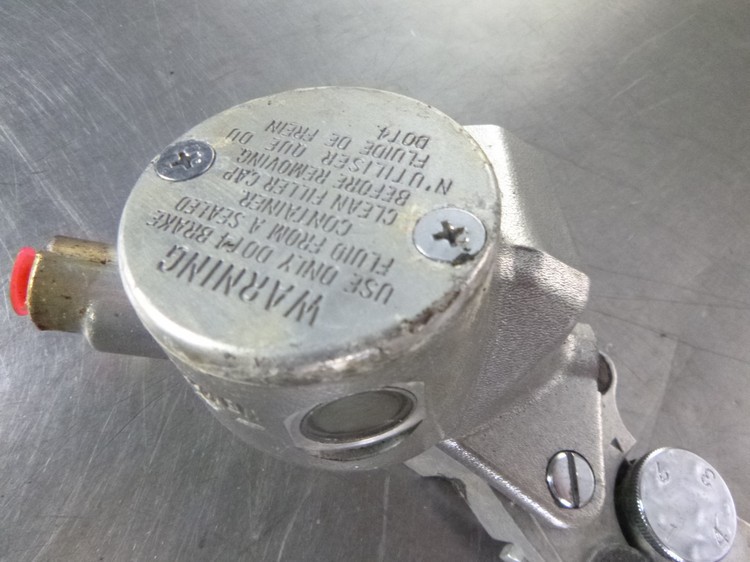 WARNING
USE ONLY DOT4 BRAKE
FLUID FROM A SEALED
CONTAINER.
CLEAN FILLER CAP
BEFORE REMOVING.
N'UTILISER QUE DU
FLUIDE DE FREIN
DOT4.
3